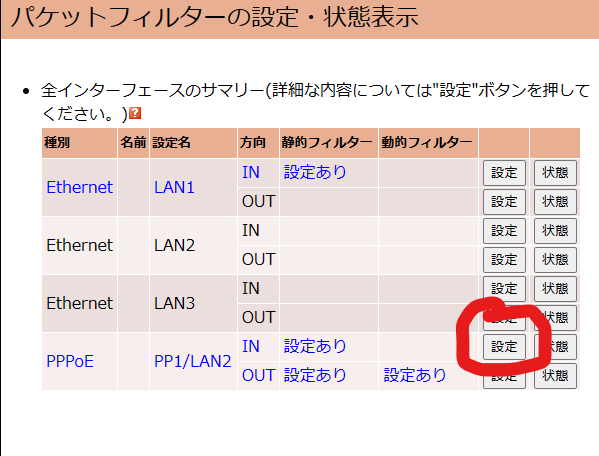 パケットフィルターの設定・状態表示
• 全インターフェースのサマリー(詳細な内容については"設定"ボタンを押して
ください。)?
種別 名前 設定名 方向 静的フィルター 動的フィルター
Ethernet LAN1 IN 設定あり 設定 状態
OUT 設定 状態
Ethernet LAN2 IN 設定 状態
OUT 設定 状態
Ethernet LAN3 IN 設定 状態
OUT 設定 状態
PPPoE PP1/LAN2 IN 設定あり 設定 状態
OUT 設定あり 設定あり 設定 状態